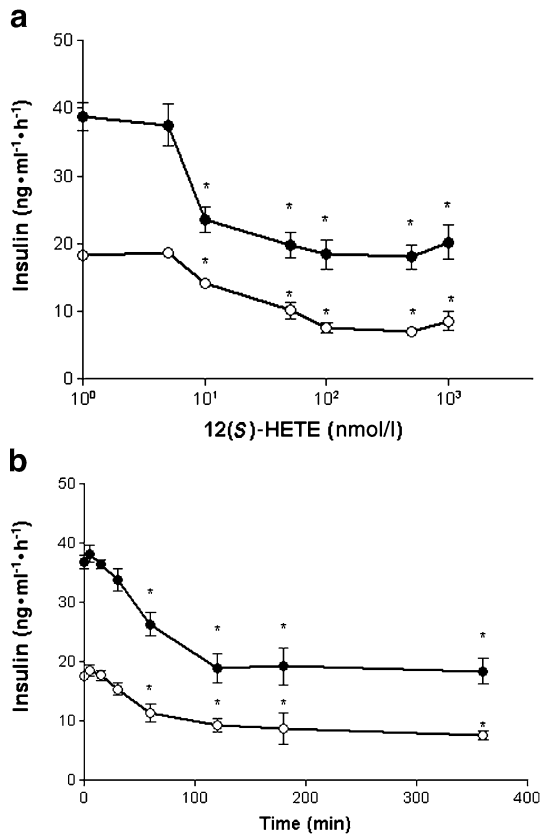 a
Insulin (ng•ml⁻¹•h⁻¹)
50
40
30
20
10
0
* * * * *
* * * * *
10⁰ 10¹ 10² 10³
12(S)-HETE (nmol/l)
b
Insulin (ng•ml⁻¹•h⁻¹)
50
40
30
20
10
0
* * * *
* * * *
0 100 200 300 400
Time (min)